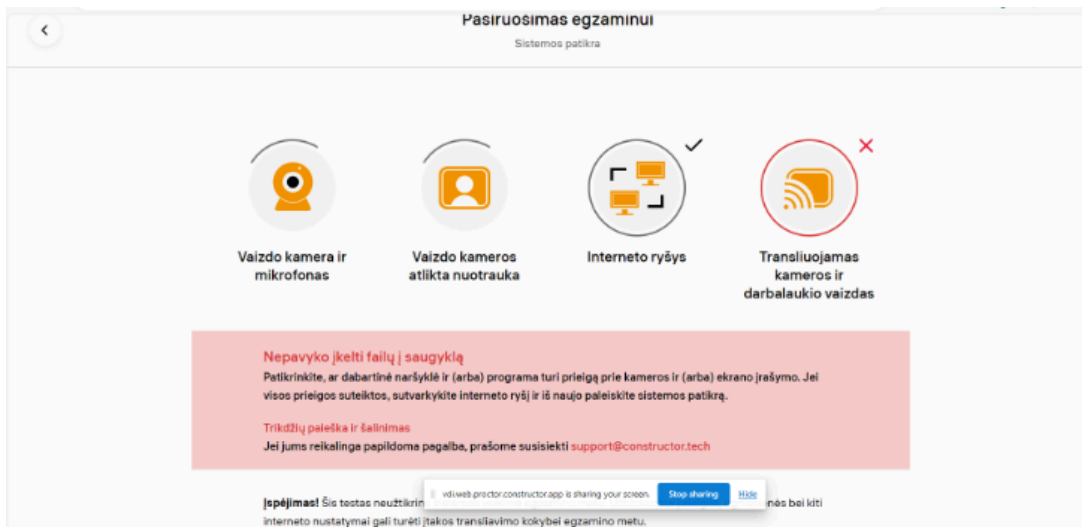 Pasiruošimas egzaminui
Sistemos patikra
Vaizdo kamera ir
mikrofonas
Vaizdo kameros
atlikta nuotrauka
Interneto ryšys
Transliuojamas
kameros ir
darbalaukio vaizdas
Nepavyko įkelti failų į saugyklą
Patikrinkite, ar dabartinė naršyklė ir (arba) programa turi prieigą prie kameros ir (arba) ekrano įrašymo. Jei
visos prieigos suteiktos, sutvarkykite interneto ryšį ir iš naujo paleiskite sistemos patikrą.
Trikdžių paieška ir šalinimas
Jei jums reikalinga papildoma pagalba, prašome susisiekti support@constructor.tech
Įspėjimas! Šis testas neužtikrin
vdi.web.proctor.constructor.app is sharing your screen. Stop sharing Hide
nės bei kiti
interneto nustatymai gali turėti įtakos transliavimo kokybei egzamino metu.